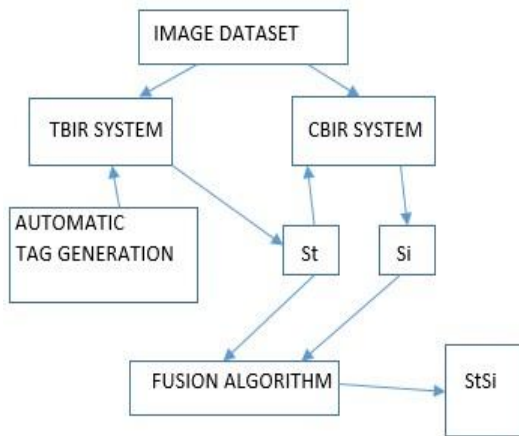 IMAGE DATASET
TBIR SYSTEM
CBIR SYSTEM
AUTOMATIC
TAG GENERATION
St
Si
FUSION ALGORITHM
StSi